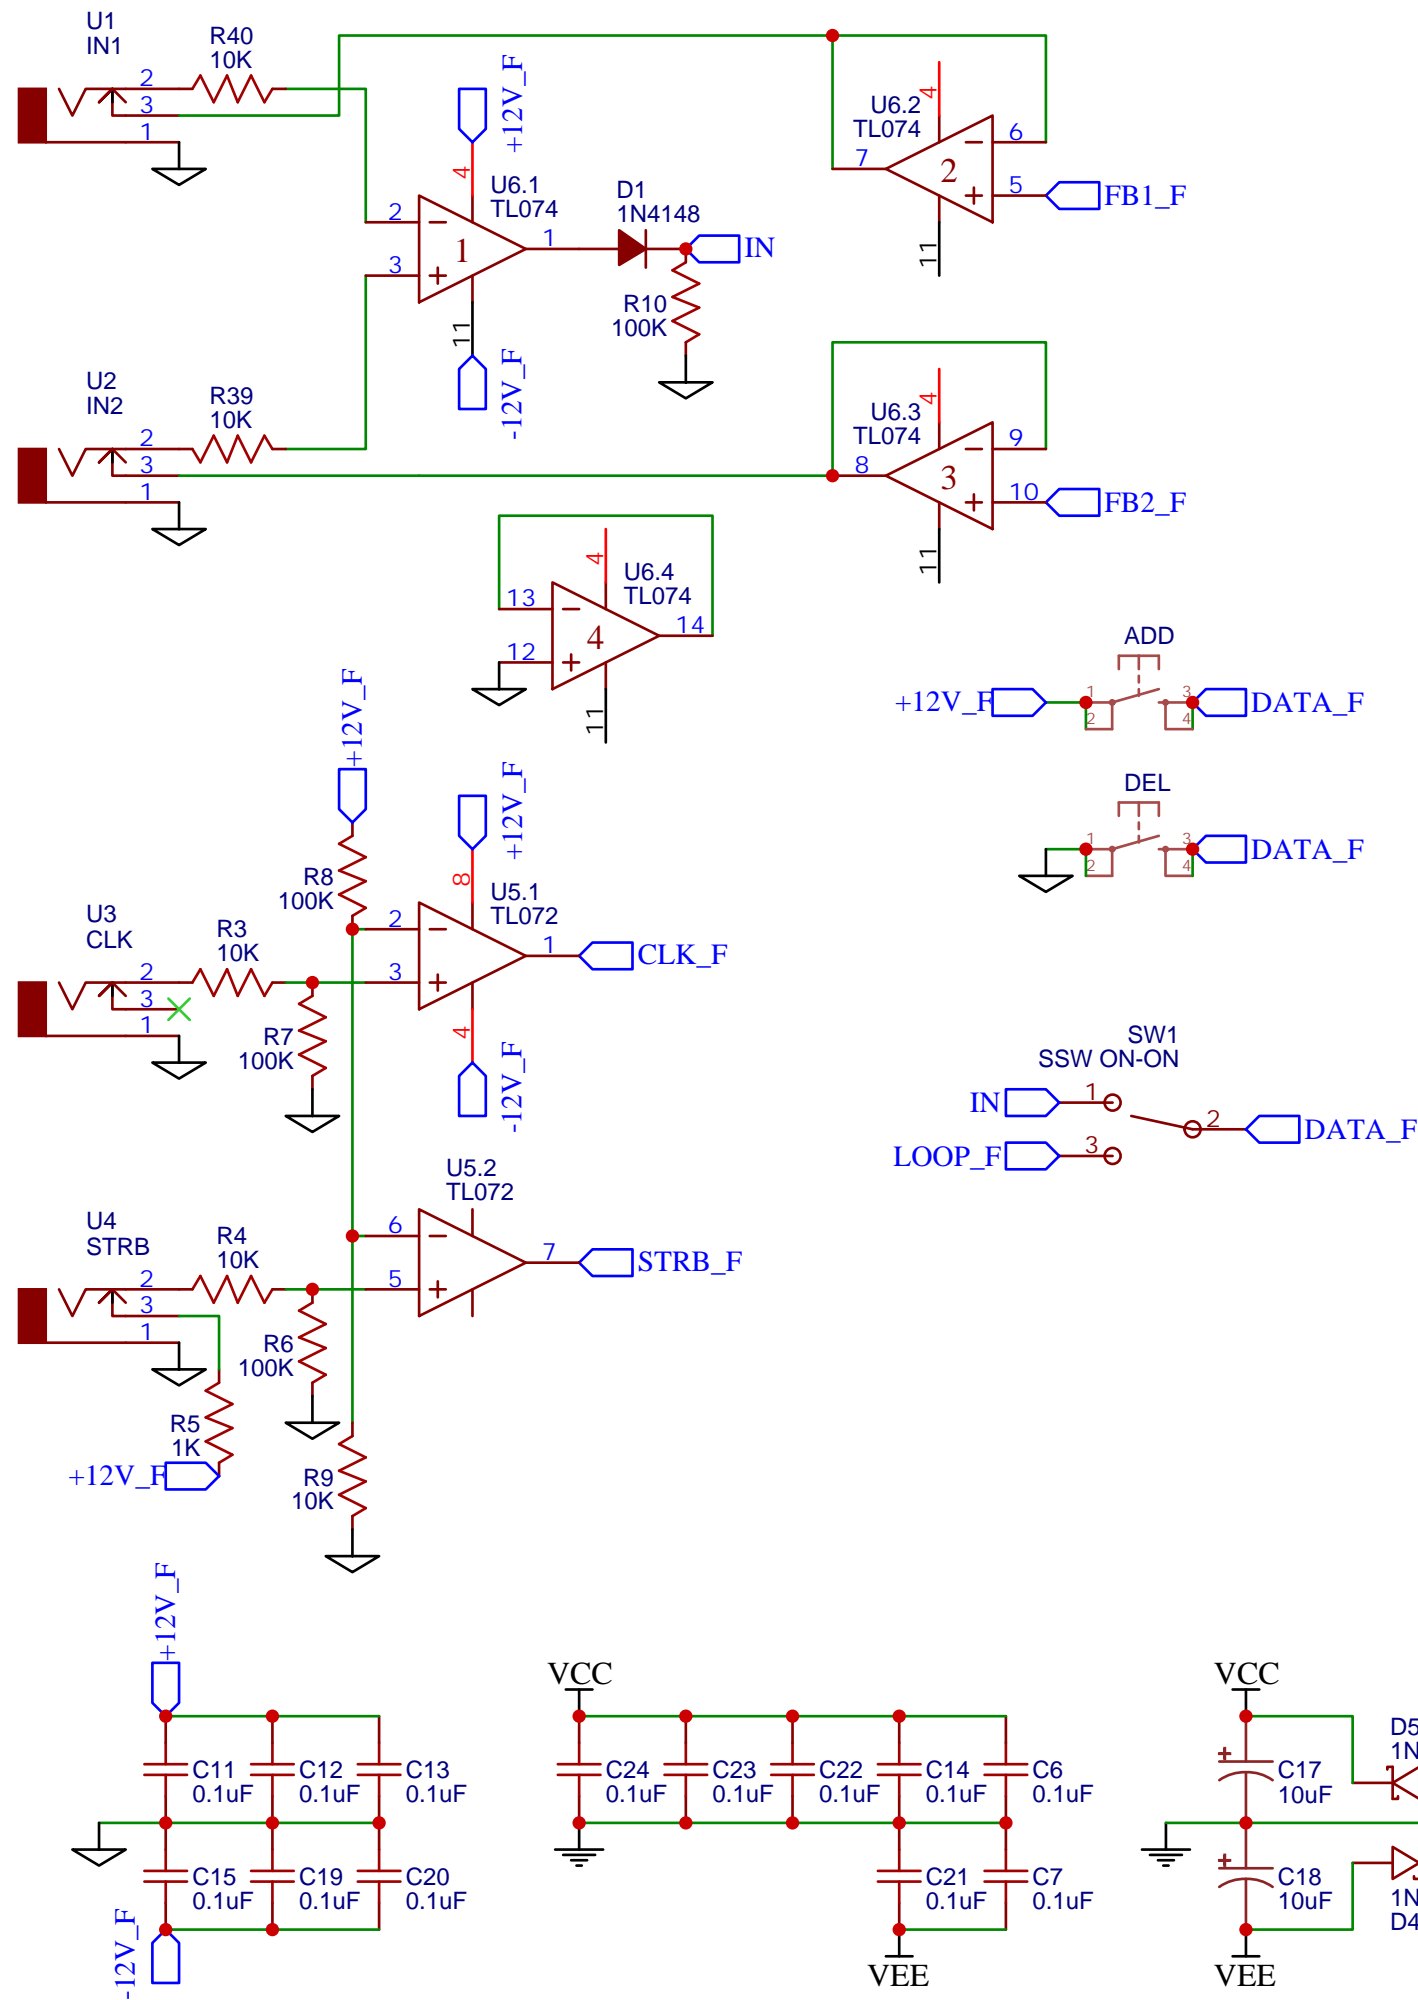 U1
IN1
R40
10K
2
3
1
+12V_F
4
U6.1
TL074
2
3
1
1
11
-12V_F
D1
1N4148
IN
R10
100K
4
U6.2
TL074
7
2
6
5
11
FB1_F
U2
IN2
R39
10K
2
3
1
4
U6.3
TL074
8
3
9
10
11
FB2_F
4
U6.4
TL074
13
12
4
14
11
ADD
+12V_F
1
2
3
4
DATA_F
DEL
1
2
3
4
DATA_F
+12V_F
R8
100K
+12V_F
8
U5.1
TL072
2
3
1
CLK_F
4
-12V_F
U3
CLK
R3
10K
2
3
1
R7
100K
SW1
SSW ON-ON
IN
1
2
DATA_F
LOOP_F
3
U5.2
TL072
6
5
7
STRB_F
U4
STRB
R4
10K
2
3
1
R6
100K
R5
1K
+12V_F
R9
10K
+12V_F
C11
0.1uF
C12
0.1uF
C13
0.1uF
C15
0.1uF
C19
0.1uF
C20
0.1uF
-12V_F
VCC
C24
0.1uF
C23
0.1uF
C22
0.1uF
C14
0.1uF
C6
0.1uF
C21
0.1uF
C7
0.1uF
VEE
VCC
+
C17
10uF
D5
1N
+
C18
10uF
1N
D4
VEE